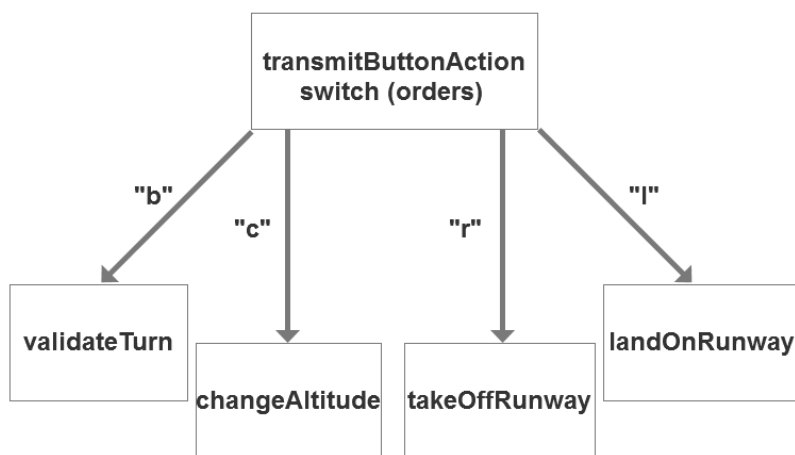 transmitButtonAction
switch (orders)
"b"
"c"
"r"
"l"
validateTurn
changeAltitude
takeOffRunway
landOnRunway